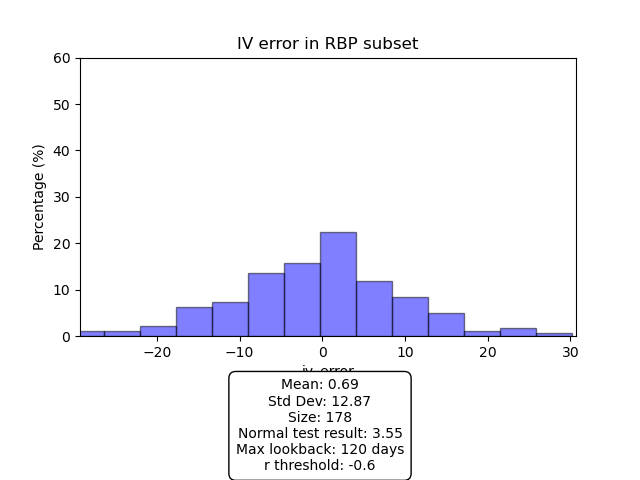 IV error in RBP subset
60
50
40
30
20
10
0
Percentage (%)
−20
−10
0
10
20
30
iv_error
Mean: 0.69
Std Dev: 12.87
Size: 178
Normal test result: 3.55
Max lookback: 120 days
r threshold: -0.6